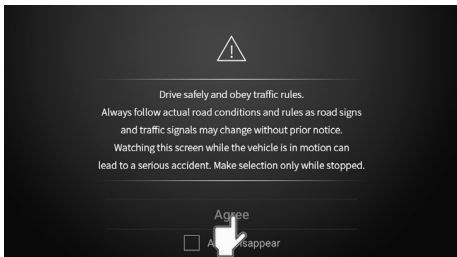 Drive safely and obey traffic rules.
Always follow actual road conditions and rules as road signs
and traffic signals may change without prior notice.
Watching this screen while the vehicle is in motion can
lead to a serious accident. Make selection only while stopped.
Agree